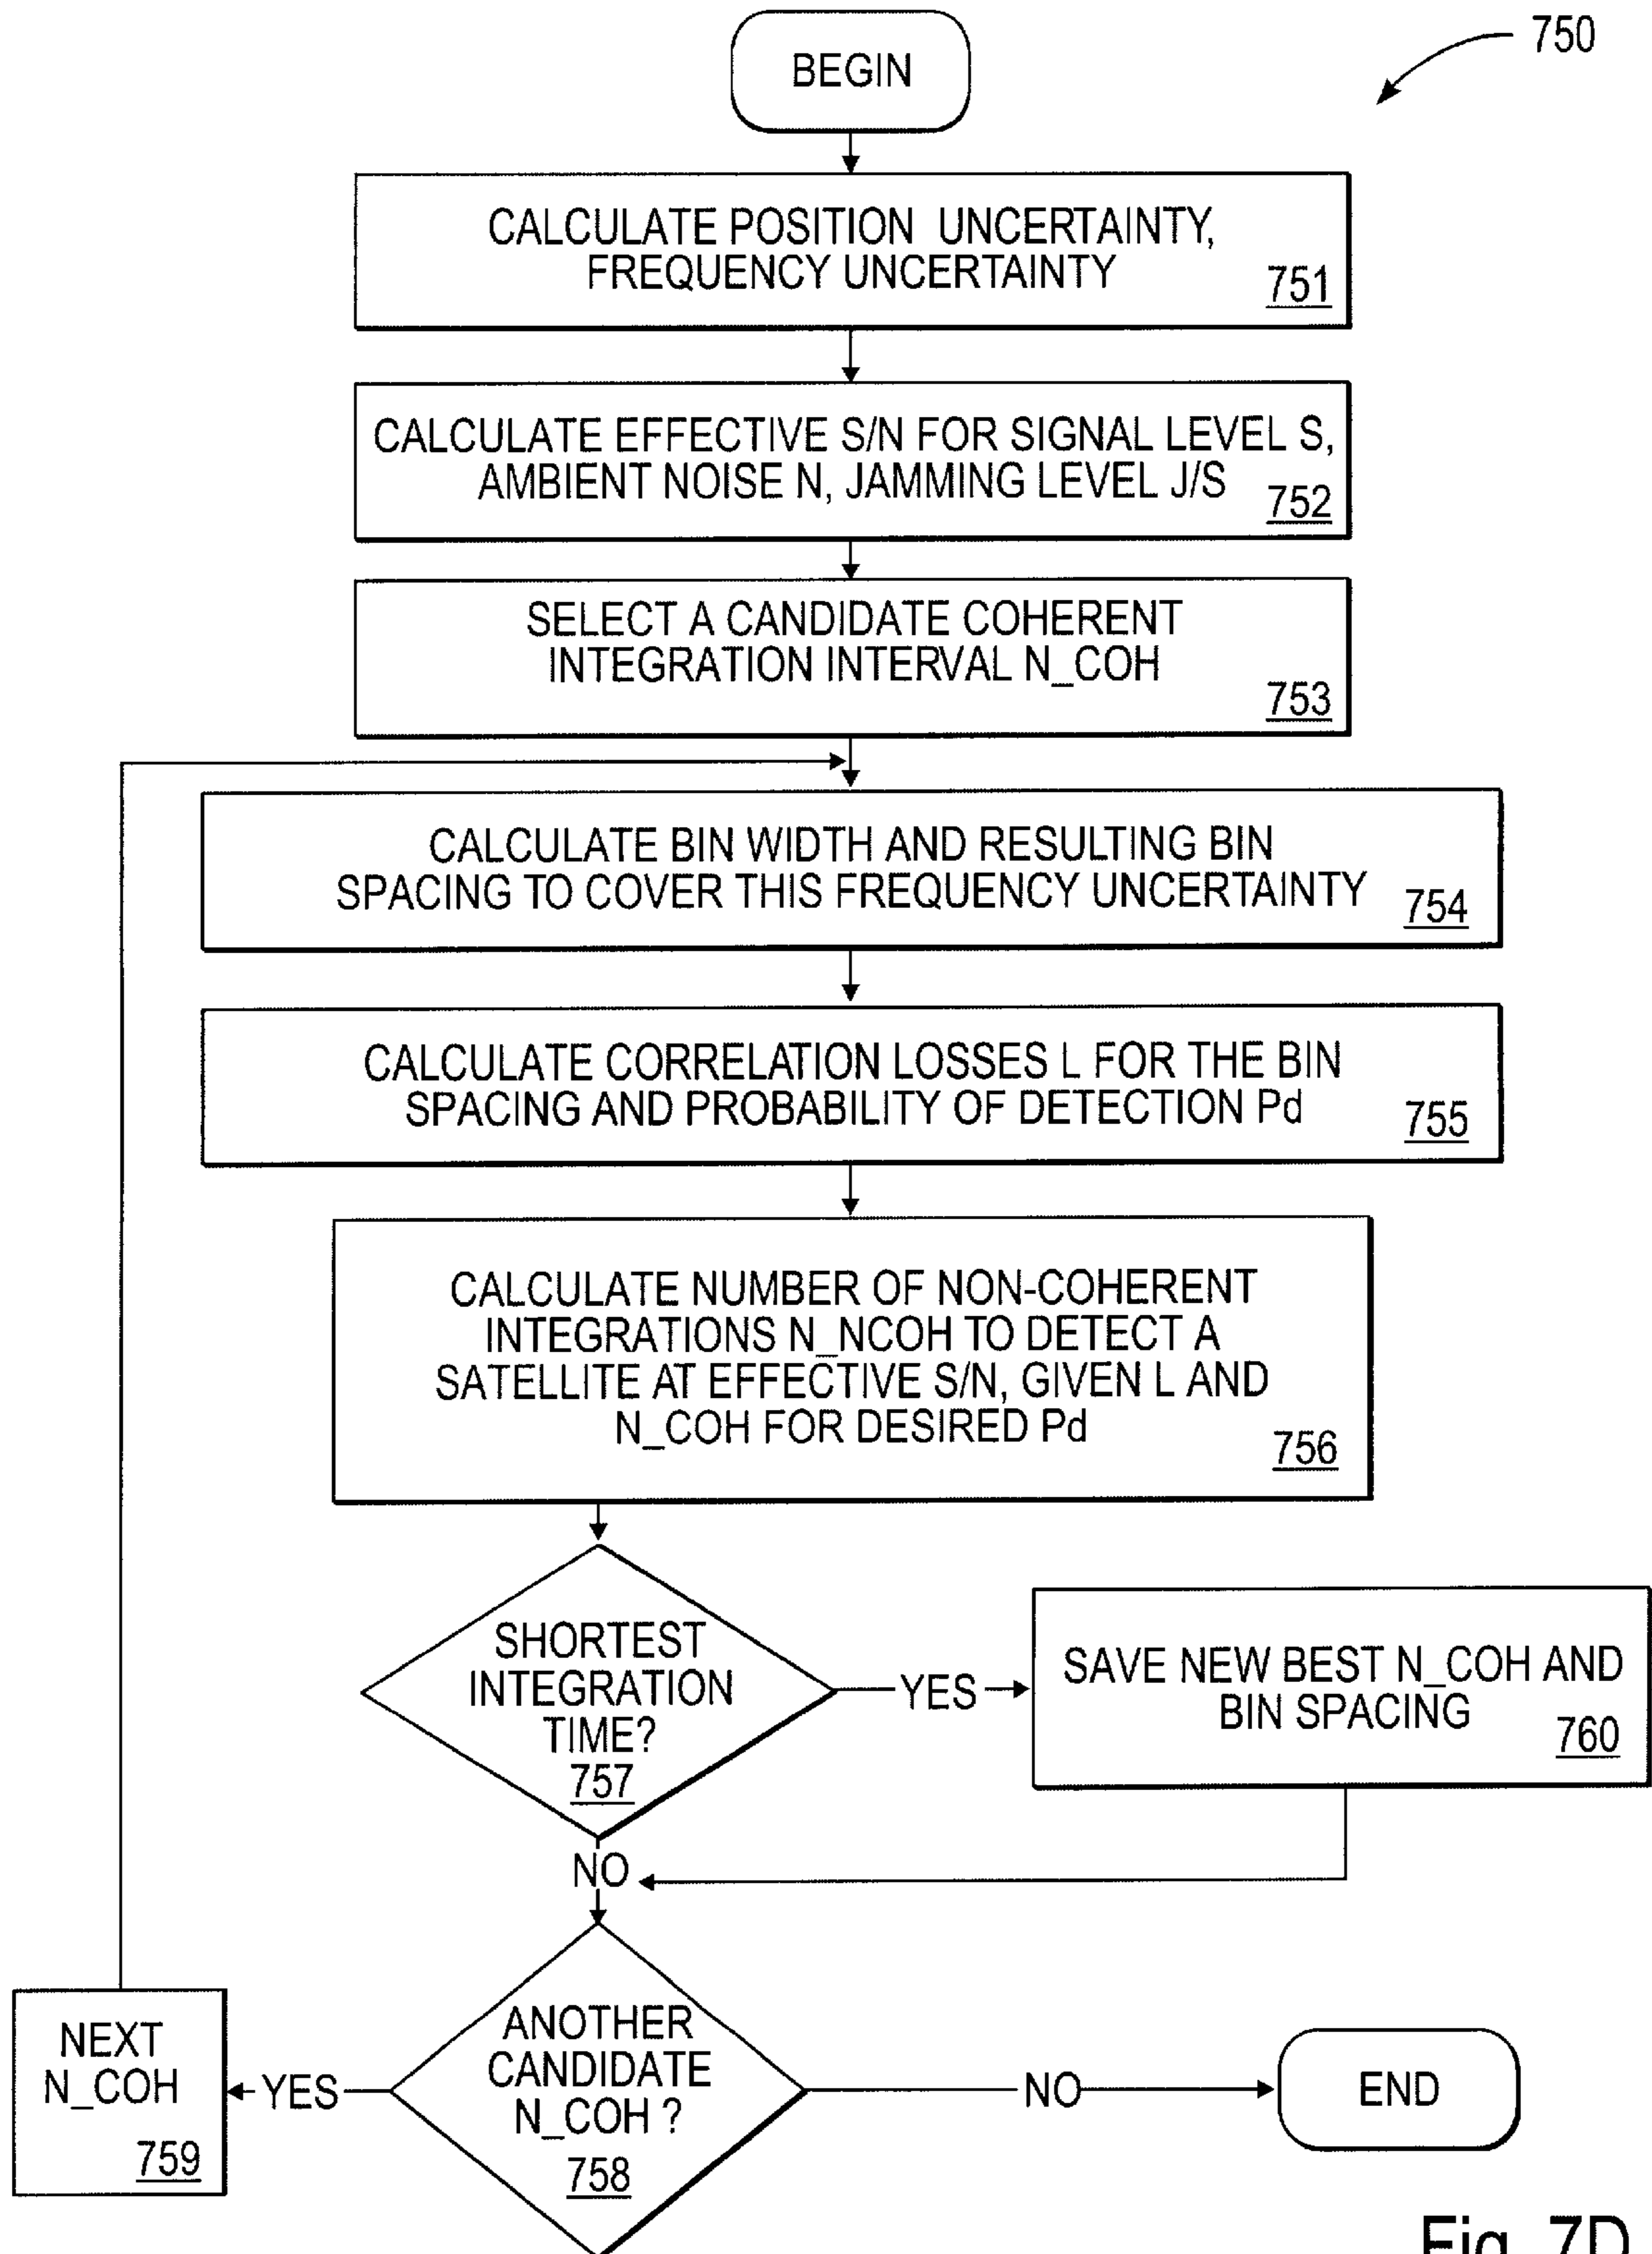 750
BEGIN
CALCULATE POSITION UNCERTAINTY,
FREQUENCY UNCERTAINTY
751
CALCULATE EFFECTIVE S/N FOR SIGNAL LEVEL S,
AMBIENT NOISE N, JAMMING LEVEL J/S
752
SELECT A CANDIDATE COHERENT
INTEGRATION INTERVAL N_COH
753
CALCULATE BIN WIDTH AND RESULTING BIN
SPACING TO COVER THIS FREQUENCY UNCERTAINTY
754
CALCULATE CORRELATION LOSSES L FOR THE BIN
SPACING AND PROBABILITY OF DETECTION Pd
755
CALCULATE NUMBER OF NON-COHERENT
INTEGRATIONS N_NCOH TO DETECT A
SATELLITE AT EFFECTIVE S/N, GIVEN L AND
N_COH FOR DESIRED Pd
756
SHORTEST
INTEGRATION
TIME?
757
YES
SAVE NEW BEST N_COH AND
BIN SPACING
760
NO
ANOTHER
CANDIDATE
N_COH ?
758
YES
NEXT
N_COH
759
NO
END
Fig. 7D